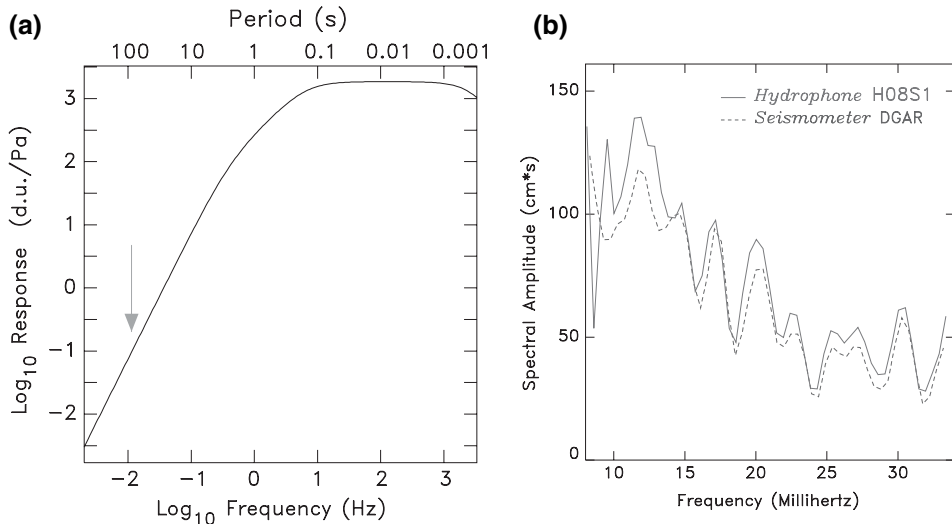 (a)
Period (s)
100 10 1 0.1 0.01 0.001
Log10 Response (d.u./Pa)
3
2
1
0
−1
−2
−2 −1 0 1 2 3
Log10 Frequency (Hz)
(b)
Hydrophone H08S1
Seismometer DGAR
Spectral Amplitude (cm*s)
150
100
50
0
10 15 20 25 30
Frequency (Millihertz)